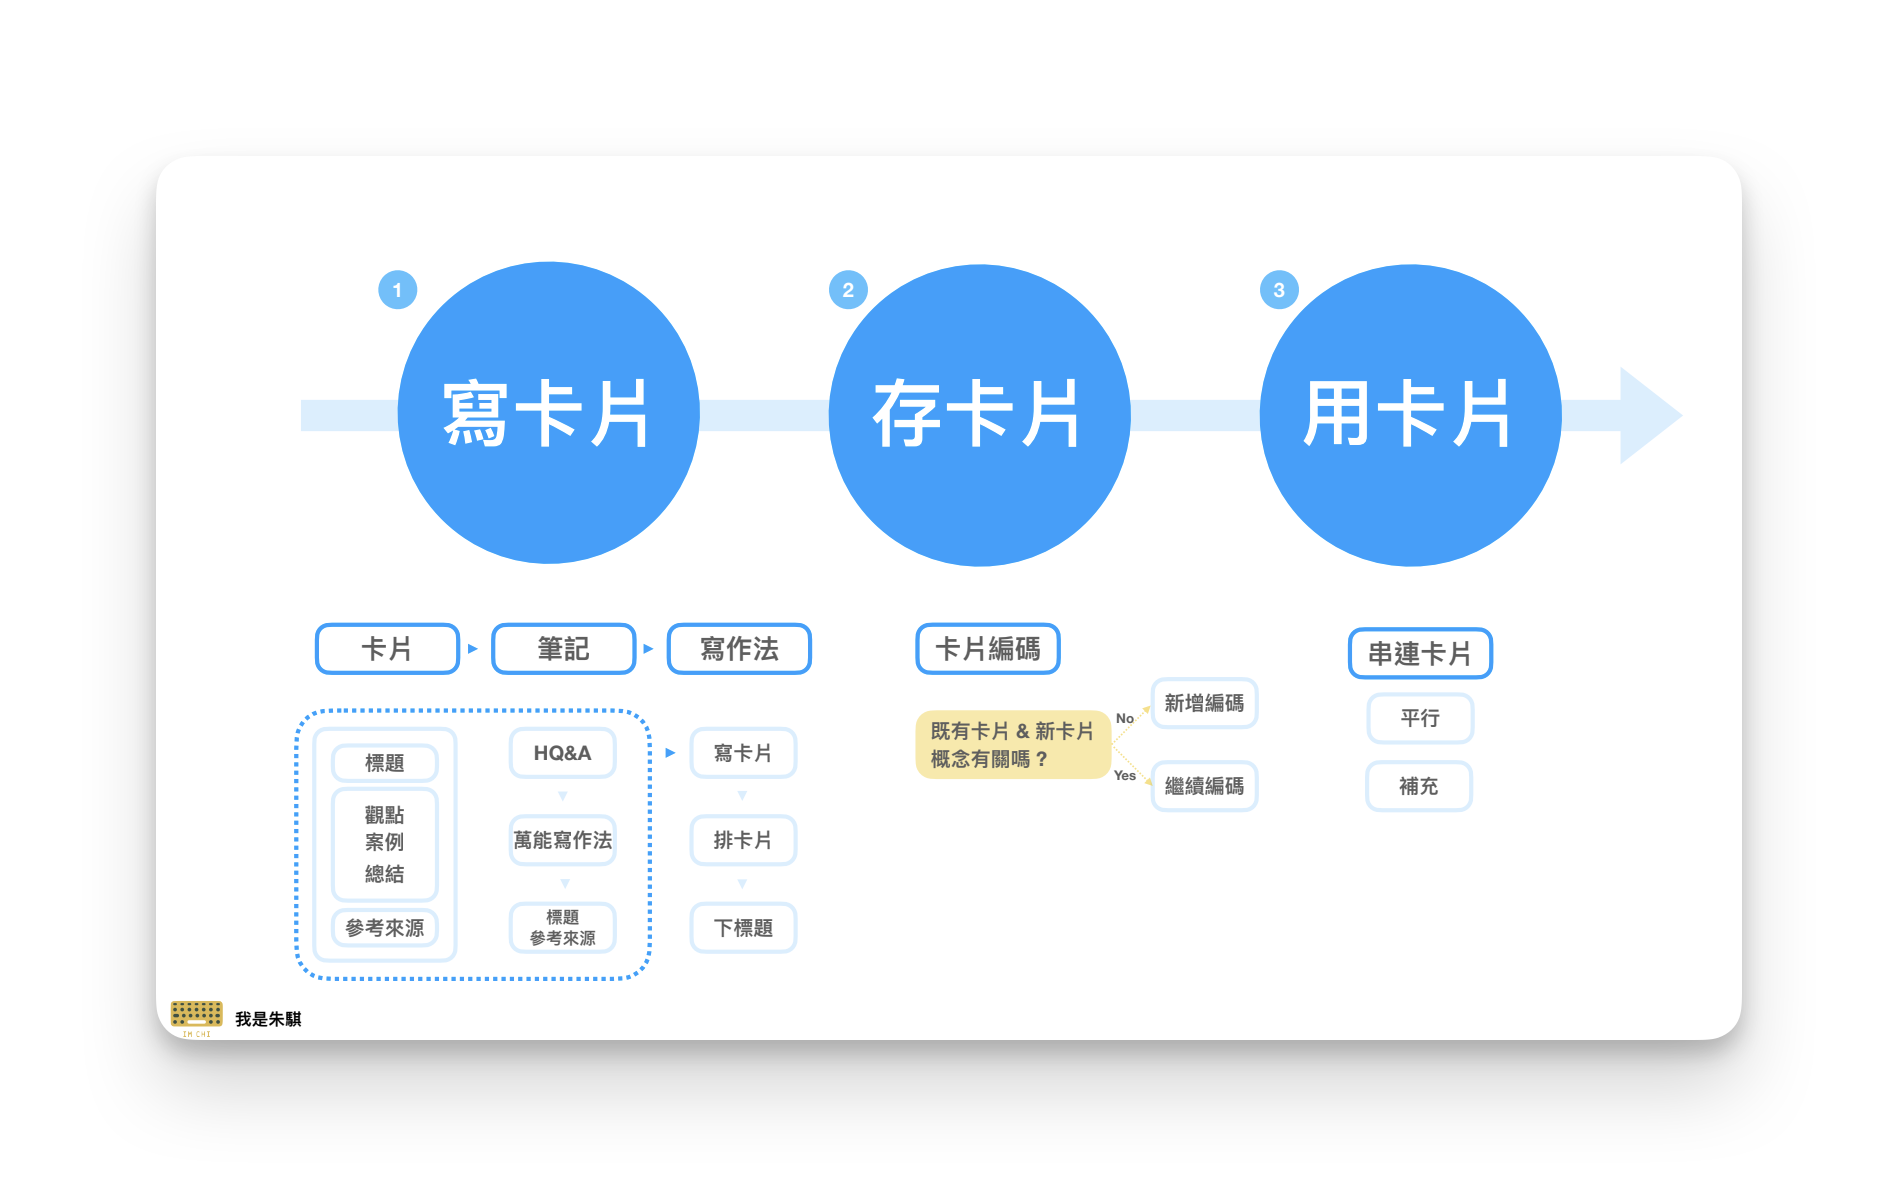 1
寫卡片
2
存卡片
3
用卡片
卡片
筆記
寫作法
標題
觀點
案例
總結
參考來源
HQ&A
萬能寫作法
標題
參考來源
寫卡片
排卡片
下標題
卡片編碼
既有卡片 & 新卡片
概念有關嗎？
No
Yes
新增編碼
繼續編碼
串連卡片
平行
補充
IM CHI
我是朱騏